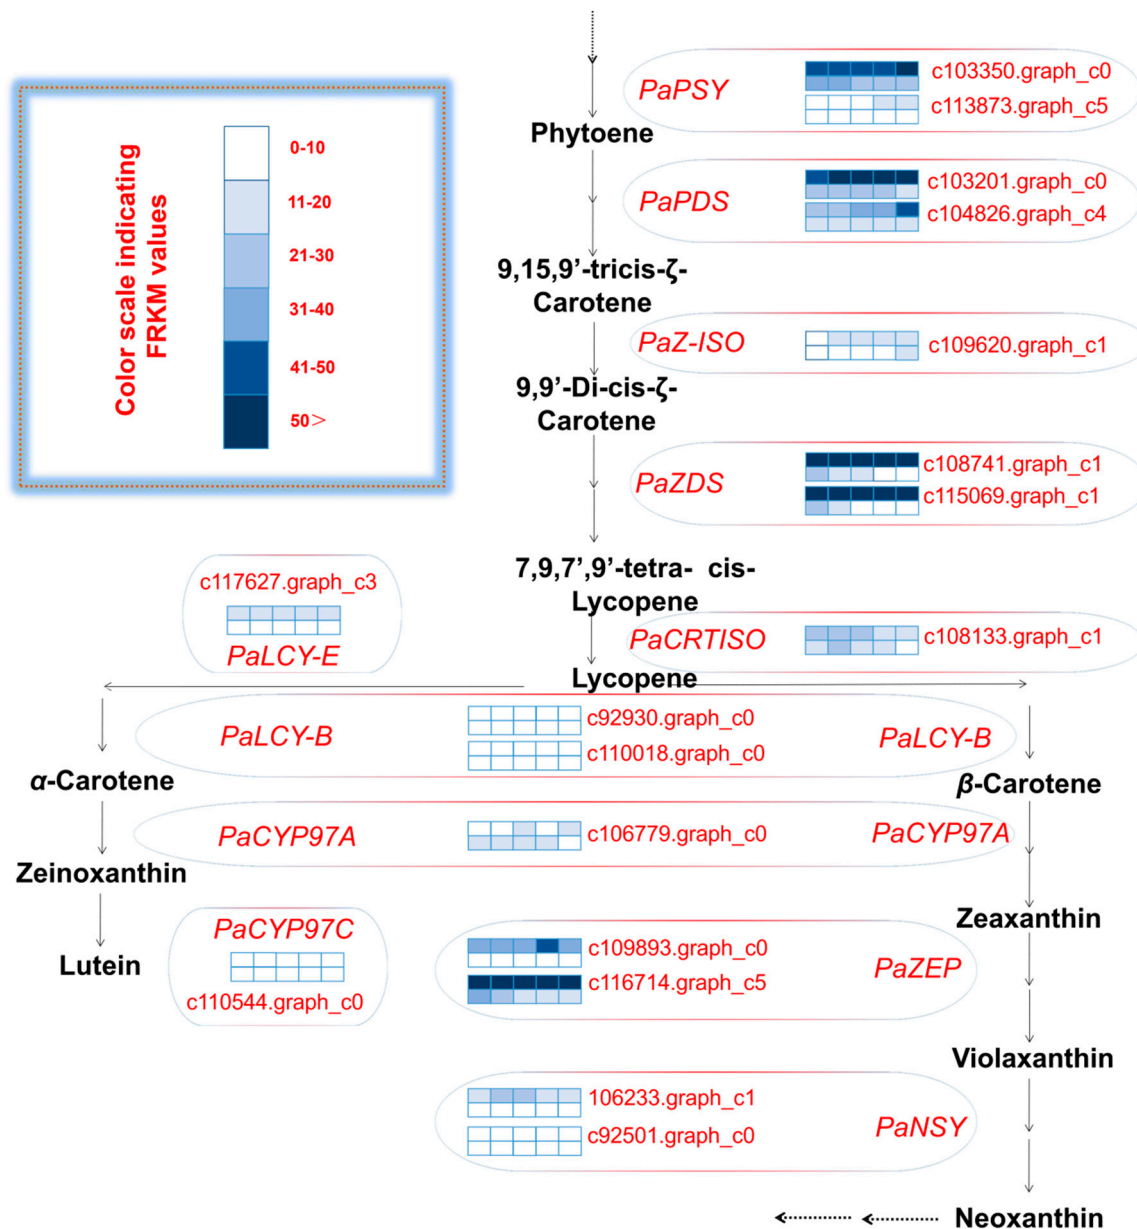 Color scale indicating
FRKM values
0-10
11-20
21-30
31-40
41-50
50>
PaPSY
c103350.graph_c0
c113873.graph_c5
Phytoene
PaPDS
c103201.graph_c0
c104826.graph_c4
9,15,9’-tricis-ζ-
Carotene
PaZ-ISO
c109620.graph_c1
9,9’-Di-cis-ζ-
Carotene
PaZDS
c108741.graph_c1
c115069.graph_c1
7,9,7’,9’-tetra- cis-
Lycopene
c117627.graph_c3
PaLCY-E
PaCRTISO
c108133.graph_c1
Lycopene
PaLCY-B
c92930.graph_c0
c110018.graph_c0
PaLCY-B
α-Carotene
β-Carotene
PaCYP97A
c106779.graph_c0
PaCYP97A
Zeinoxanthin
Zeaxanthin
PaCYP97C
c110544.graph_c0
Lutein
c109893.graph_c0
c116714.graph_c5
PaZEP
Violaxanthin
106233.graph_c1
c92501.graph_c0
PaNSY
Neoxanthin